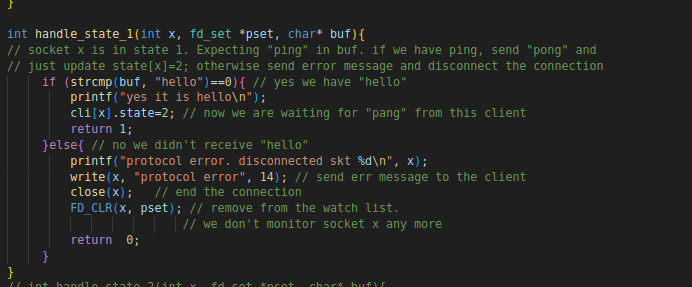 }
int handle_state_1(int x, fd_set *pset, char* buf){
// socket x is in state 1. Expecting "ping" in buf. if we have ping, send "pong" and
// just update state[x]=2; otherwise send error message and disconnect the connection
if (strcmp(buf, "hello")==0){ // yes we have "hello"
printf("yes it is hello\n");
cli[x].state=2; // now we are waiting for "pang" from this client
return 1;
}else{ // no we didn't receive "hello"
printf("protocol error. disconnected skt %d\n", x);
write(x, "protocol error", 14); // send err message to the client
close(x);   // end the connection
FD_CLR(x, pset); // remove from the watch list.
// we don't monitor socket x any more
return  0;
}
}
// int handle_state_2(int x, fd_set *pset, char* buf){